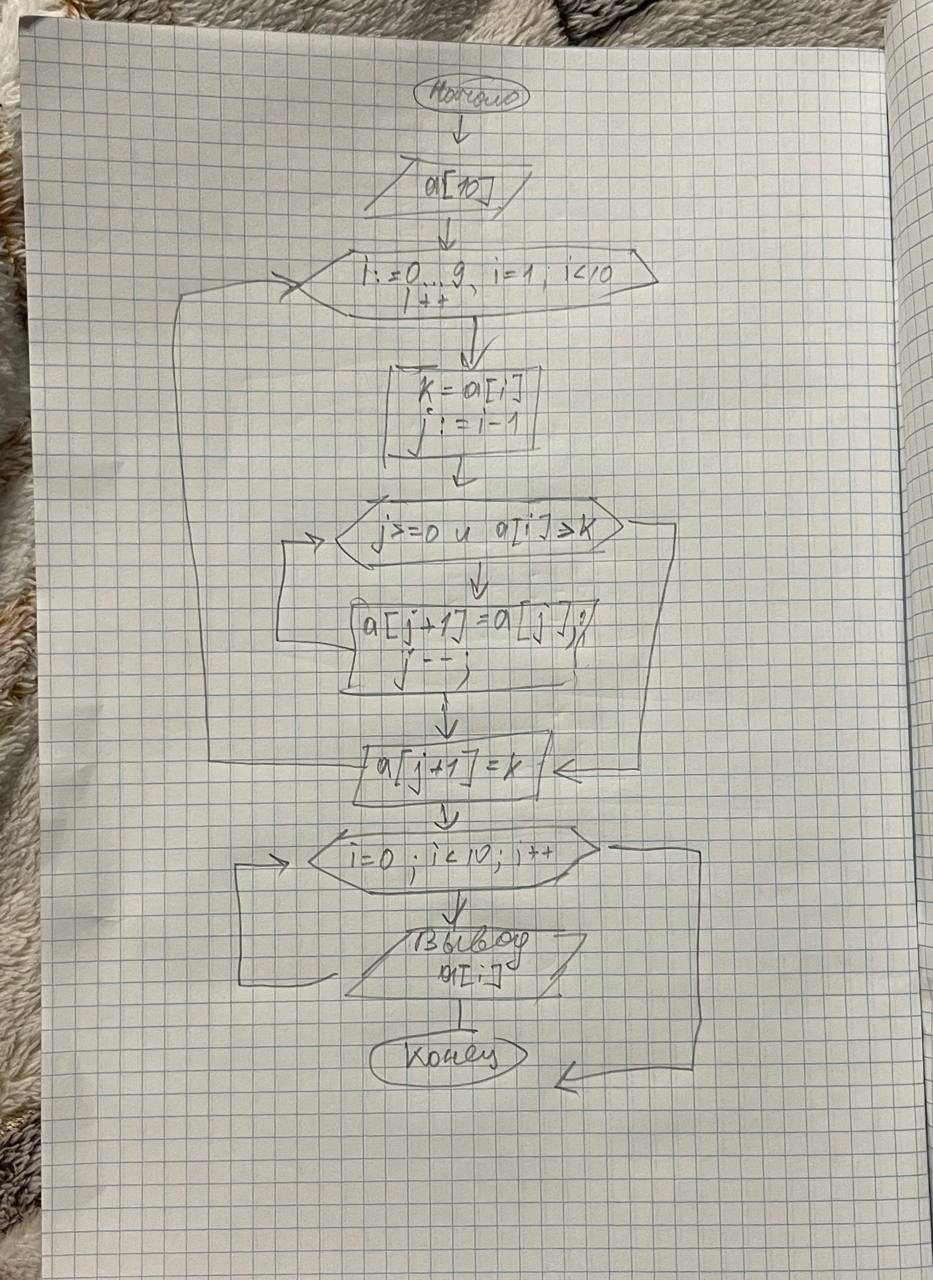 Начало
a[10]
i:=0...9, i=1; i<10
i++
k=a[i]
j:=i-1
j>=0 и a[j]>k
a[j+1]=a[j];
j--;
a[j+1]=k
i=0; i<10; i++
Вывод
a[i]
Конец